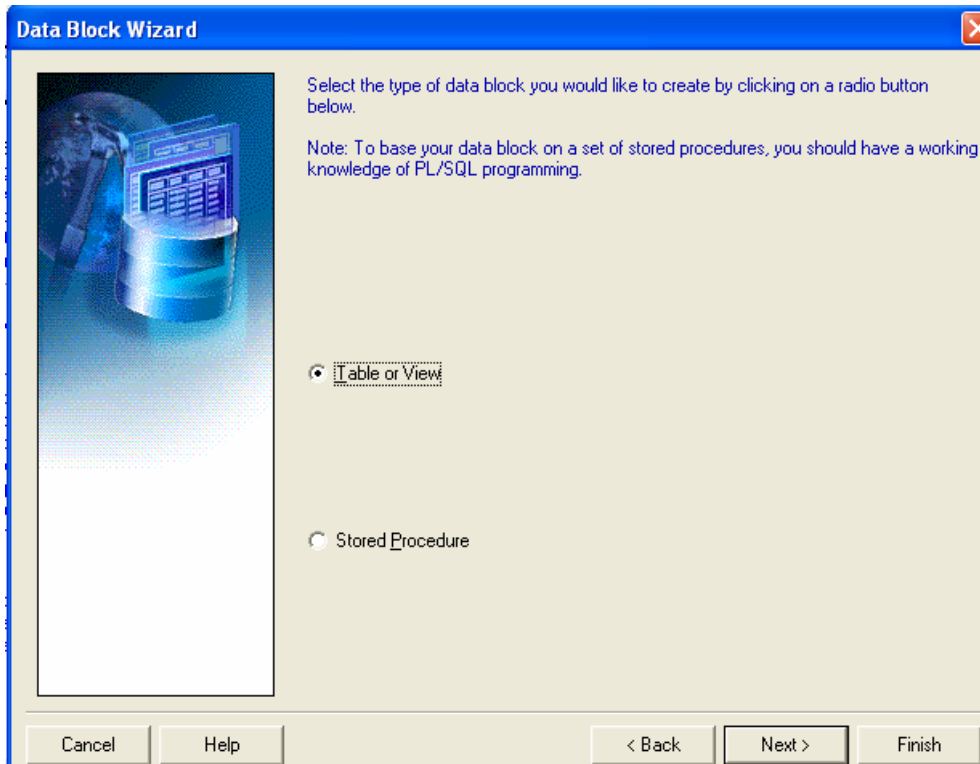 Data Block Wizard
Select the type of data block you would like to create by clicking on a radio button
below.
Note: To base your data block on a set of stored procedures, you should have a working
knowledge of PL/SQL programming.
Table or View
Stored Procedure
Cancel
Help
< Back
Next >
Finish